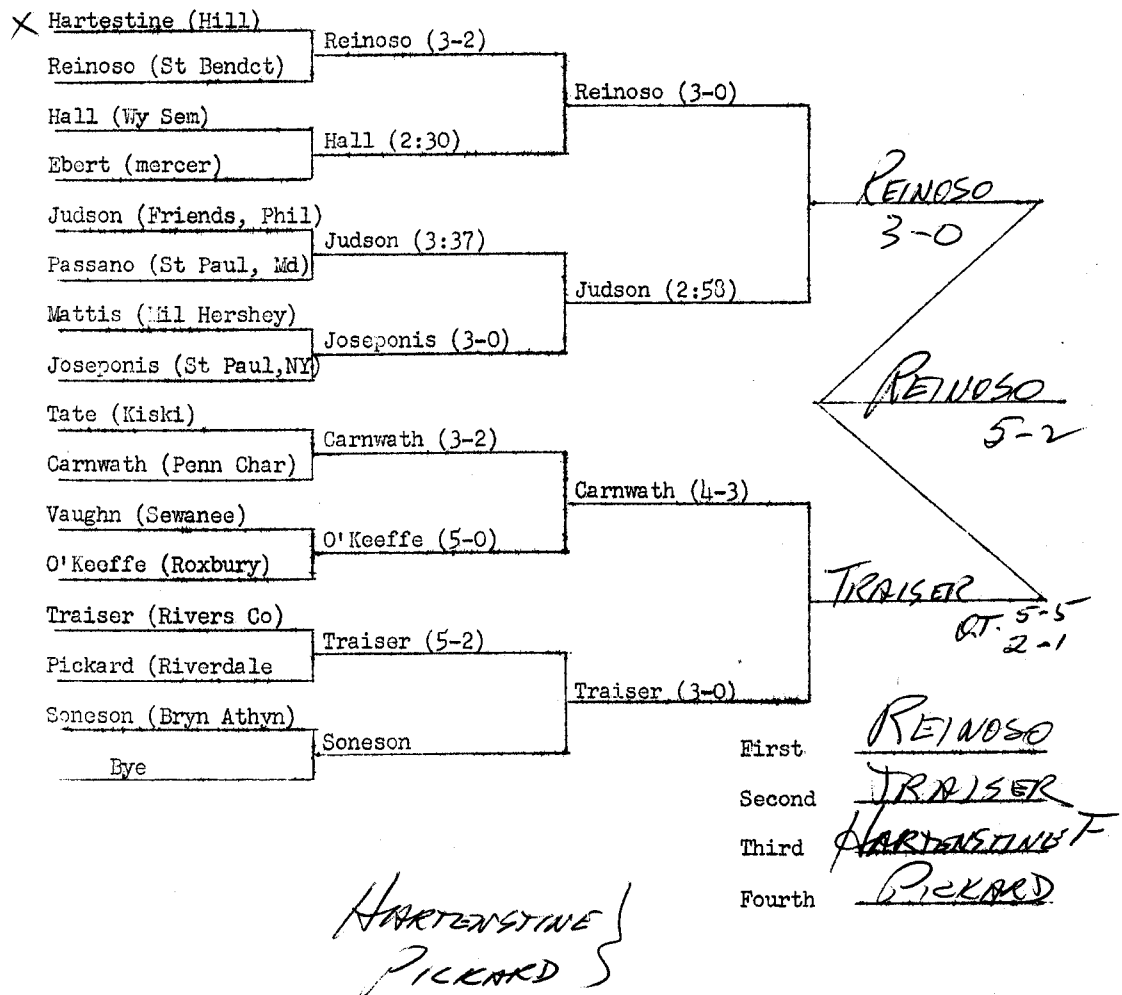 X Hartestine (Hill)
Reinoso (St Bendct)
Hall (Wy Sem)
Ebert (mercer)
Judson (Friends, Phil)
Passano (St Paul, Md)
Mattis (Mil Hershey)
Joseponis (St Paul,NY)
Tate (Kiski)
Carnwath (Penn Char)
Vaughn (Sewanee)
O'Keeffe (Roxbury)
Traiser (Rivers Co)
Pickard (Riverdale
Soneson (Bryn Athyn)
Bye
Reinoso (3-2)
Hall (2:30)
Judson (3:37)
Joseponis (3-0)
Carnwath (3-2)
O'Keeffe (5-0)
Traiser (5-2)
Soneson
Reinoso (3-0)
Judson (2:58)
Carnwath (4-3)
Traiser (3-0)
REINOSO
3-0
TRAISER
O.T. 5-5
2-1
REINOSO
5-2
First REINOSO
Second TRAISER
Third HARTENSTINE F
Fourth PICKARD
HARTENSTINE
PICKARD